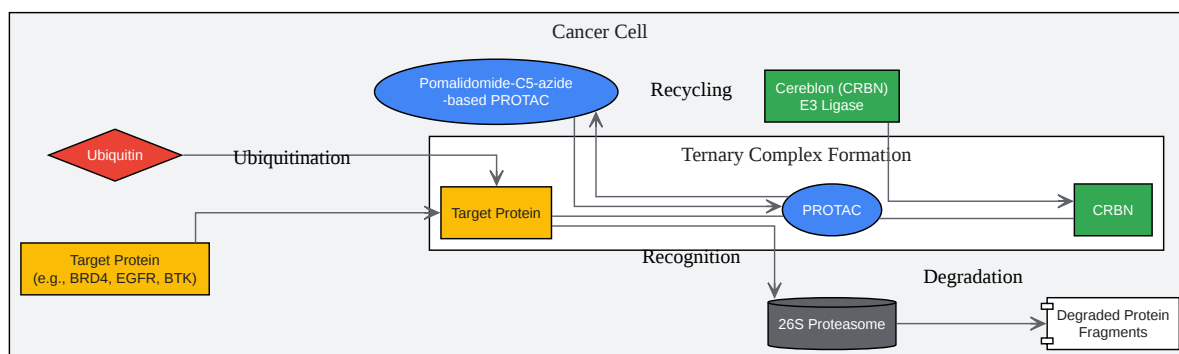 Cancer Cell
Pomalidomide-C5-azide
-based PROTAC
Recycling
Cereblon (CRBN)
E3 Ligase
Ubiquitin
Ubiquitination
Ternary Complex Formation
Target Protein
PROTAC
CRBN
Target Protein
(e.g., BRD4, EGFR, BTK)
Recognition
Degradation
26S Proteasome
Degraded Protein
Fragments